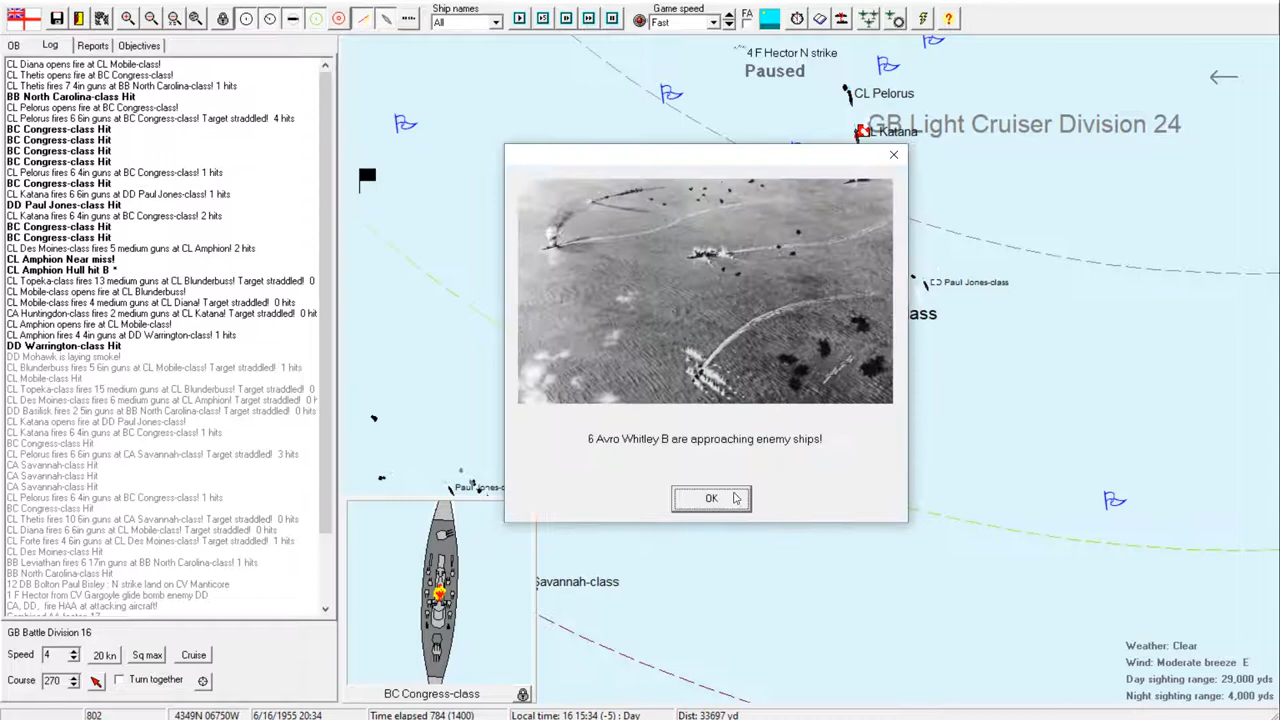 Ship names
Game speed
All
Fast
FA
OB
Log
Reports
Objectives
CL Diana opens fire at CL Mobile-class!
CL Thetis opens fire at BC Congress-class!
CL Thetis fires 7 4in guns at BB North Carolina-class! 1 hits
BB North Carolina-class Hit
CL Pelorus opens fire at BC Congress-class!
CL Pelorus fires 6 6in guns at BC Congress-class! Target straddled! 4 hits
BC Congress-class Hit
BC Congress-class Hit
BC Congress-class Hit
BC Congress-class Hit
CL Pelorus fires 6 4in guns at BC Congress-class! 1 hits
BC Congress-class Hit
CL Katana fires 6 6in guns at DD Paul Jones-class! 1 hits
DD Paul Jones-class Hit
CL Katana fires 6 4in guns at BC Congress-class! 2 hits
BC Congress-class Hit
BC Congress-class Hit
CL Des Moines-class fires 5 medium guns at CL Amphion! 2 hits
CL Amphion Near miss!
CL Amphion Hull hit B *
CL Topeka-class fires 13 medium guns at CL Blunderbuss! Target straddled! 0
CL Mobile-class opens fire at CL Blunderbuss!
CL Mobile-class fires 4 medium guns at CL Diana! Target straddled! 0 hits
CA Huntingdon-class fires 2 medium guns at CL Katana! Target straddled! 0 hit
CL Amphion opens fire at CL Mobile-class!
CL Amphion fires 4 4in guns at DD Warrington-class! 1 hits
DD Warrington-class Hit
DD Mohawk is laying smoke!
CL Blunderbuss fires 5 6in guns at CL Mobile-class! Target straddled! 1 hits
CL Mobile-class Hit
CL Topeka-class fires 15 medium guns at CL Blunderbuss! Target straddled! 0
CL Des Moines-class fires 6 medium guns at CL Amphion! Target straddled! 0 h
DD Basilisk fires 2 5in guns at BB North Carolina-class! Target straddled! 0 hits
CL Katana opens fire at DD Paul Jones-class!
CL Katana fires 6 4in guns at BC Congress-class! 1 hits
BC Congress-class Hit
CL Pelorus fires 6 6in guns at CA Savannah-class! Target straddled! 3 hits
CA Savannah-class Hit
CA Savannah-class Hit
CA Savannah-class Hit
CL Pelorus fires 6 4in guns at BC Congress-class! 1 hits
BC Congress-class Hit
CL Thetis fires 10 6in guns at CA Savannah-class! Target straddled! 0 hits
CL Diana fires 6 6in guns at CL Mobile-class! Target straddled! 0 hits
CL Forte fires 4 6in guns at CL Des Moines-class! Target straddled! 1 hits
CL Des Moines-class Hit
BB Leviathan fires 6 17in guns at BB North Carolina-class! 1 hits
BB North Carolina-class Hit
12 DB Bolton Paul Bisley : N strike land on CV Manticore
1 F Hector from CV Gargoyle glide bomb enemy DD
CA, DD, fire HAA at attacking aircraft!
GB Battle Division 16
Speed
4
20 kn
Sq max
Cruise
Course
270
Turn together
4 F Hector N strike
Paused
CL Pelorus
CL Katana
GB Light Cruiser Division 24
DD Paul Jones-class
ass
6 Avro Whitley B are approaching enemy ships!
OK
Paul Jones-class
Savannah-class
BC Congress-class
Weather: Clear
Wind: Moderate breeze E
Day sighting range: 29,000 yds
Night sighting range: 4,000 yds
802
4349N 06750W
6/16/1955 20:34
Time elapsed 784 (1400)
Local time: 16 15:34 (-5) : Day
Dist: 33697 yd